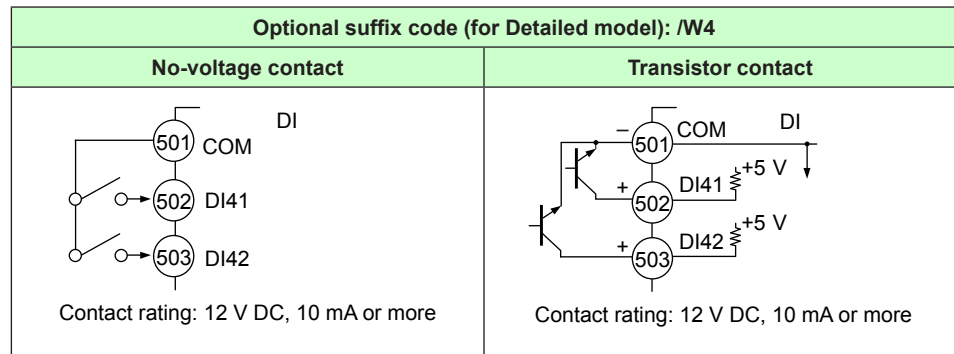 Optional suffix code (for Detailed model): /W4
No-voltage contact
Transistor contact
DI
501
COM
502
DI41
503
DI42
Contact rating: 12 V DC, 10 mA or more
− 501 COM DI
+5 V
+ 502 DI41
+5 V
+ 503 DI42
Contact rating: 12 V DC, 10 mA or more